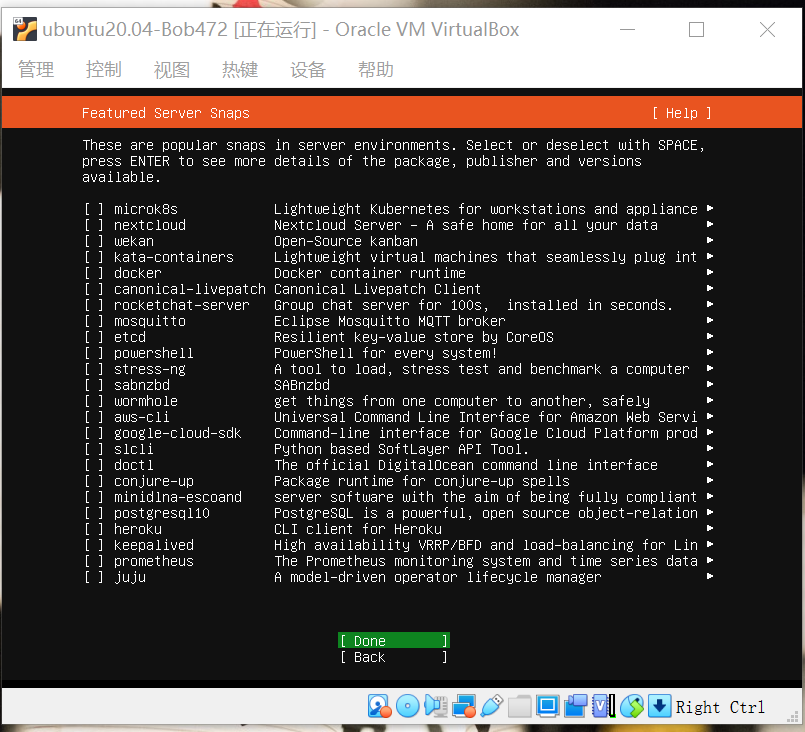 64
ubuntu20.04-Bob472 [正在运行] - Oracle VM VirtualBox
管理 控制 视图 热键 设备 帮助
Featured Server Snaps [ Help ]
These are popular snaps in server environments. Select or deselect with SPACE,
press ENTER to see more details of the package, publisher and versions
available.
[ ] microk8s Lightweight Kubernetes for workstations and appliance ▸
[ ] nextcloud Nextcloud Server - A safe home for all your data ▸
[ ] wekan Open-Source kanban ▸
[ ] kata-containers Lightweight virtual machines that seamlessly plug int ▸
[ ] docker Docker container runtime ▸
[ ] canonical-livepatch Canonical Livepatch Client ▸
[ ] rocketchat-server Group chat server for 100s,  installed in seconds. ▸
[ ] mosquitto Eclipse Mosquitto MQTT broker ▸
[ ] etcd Resilient key-value store by CoreOS ▸
[ ] powershell PowerShell for every system! ▸
[ ] stress-ng A tool to load, stress test and benchmark a computer ▸
[ ] sabnzbd SABnzbd ▸
[ ] wormhole get things from one computer to another, safely ▸
[ ] aws-cli Universal Command Line Interface for Amazon Web Servi ▸
[ ] google-cloud-sdk Command-line interface for Google Cloud Platform prod ▸
[ ] slcli Python based SoftLayer API Tool. ▸
[ ] doctl The official DigitalOcean command line interface ▸
[ ] conjure-up Package runtime for conjure-up spells ▸
[ ] minidlna-escoand server software with the aim of being fully compliant ▸
[ ] postgresql10 PostgreSQL is a powerful, open source object-relation ▸
[ ] heroku CLI client for Heroku ▸
[ ] keepalived High availability VRRP/BFD and load-balancing for Lin ▸
[ ] prometheus The Prometheus monitoring system and time series data ▸
[ ] juju A model-driven operator lifecycle manager ▸
[ Done ]
[ Back ]
Right Ctrl